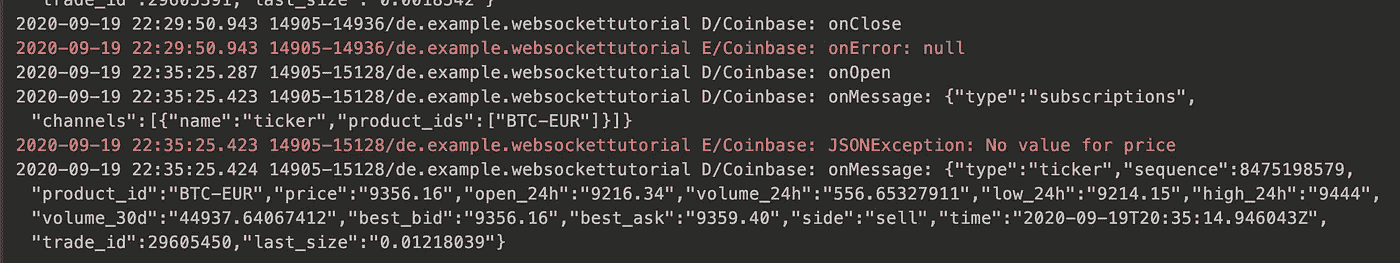 "trade_id":29605391,"last_size":"0.0018542"}
2020-09-19 22:29:50.943 14905-14936/de.example.websockettutorial D/Coinbase: onClose
2020-09-19 22:29:50.943 14905-14936/de.example.websockettutorial E/Coinbase: onError: null
2020-09-19 22:35:25.287 14905-15128/de.example.websockettutorial D/Coinbase: onOpen
2020-09-19 22:35:25.423 14905-15128/de.example.websockettutorial D/Coinbase: onMessage: {"type":"subscriptions",
"channels":[{"name":"ticker","product_ids":["BTC-EUR"]}]}
2020-09-19 22:35:25.423 14905-15128/de.example.websockettutorial E/Coinbase: JSONException: No value for price
2020-09-19 22:35:25.424 14905-15128/de.example.websockettutorial D/Coinbase: onMessage: {"type":"ticker","sequence":8475198579,
"product_id":"BTC-EUR","price":"9356.16","open_24h":"9216.34","volume_24h":"556.65327911","low_24h":"9214.15","high_24h":"9444",
"volume_30d":"44937.64067412","best_bid":"9356.16","best_ask":"9359.40","side":"sell","time":"2020-09-19T20:35:14.946043Z",
"trade_id":29605450,"last_size":"0.01218039"}